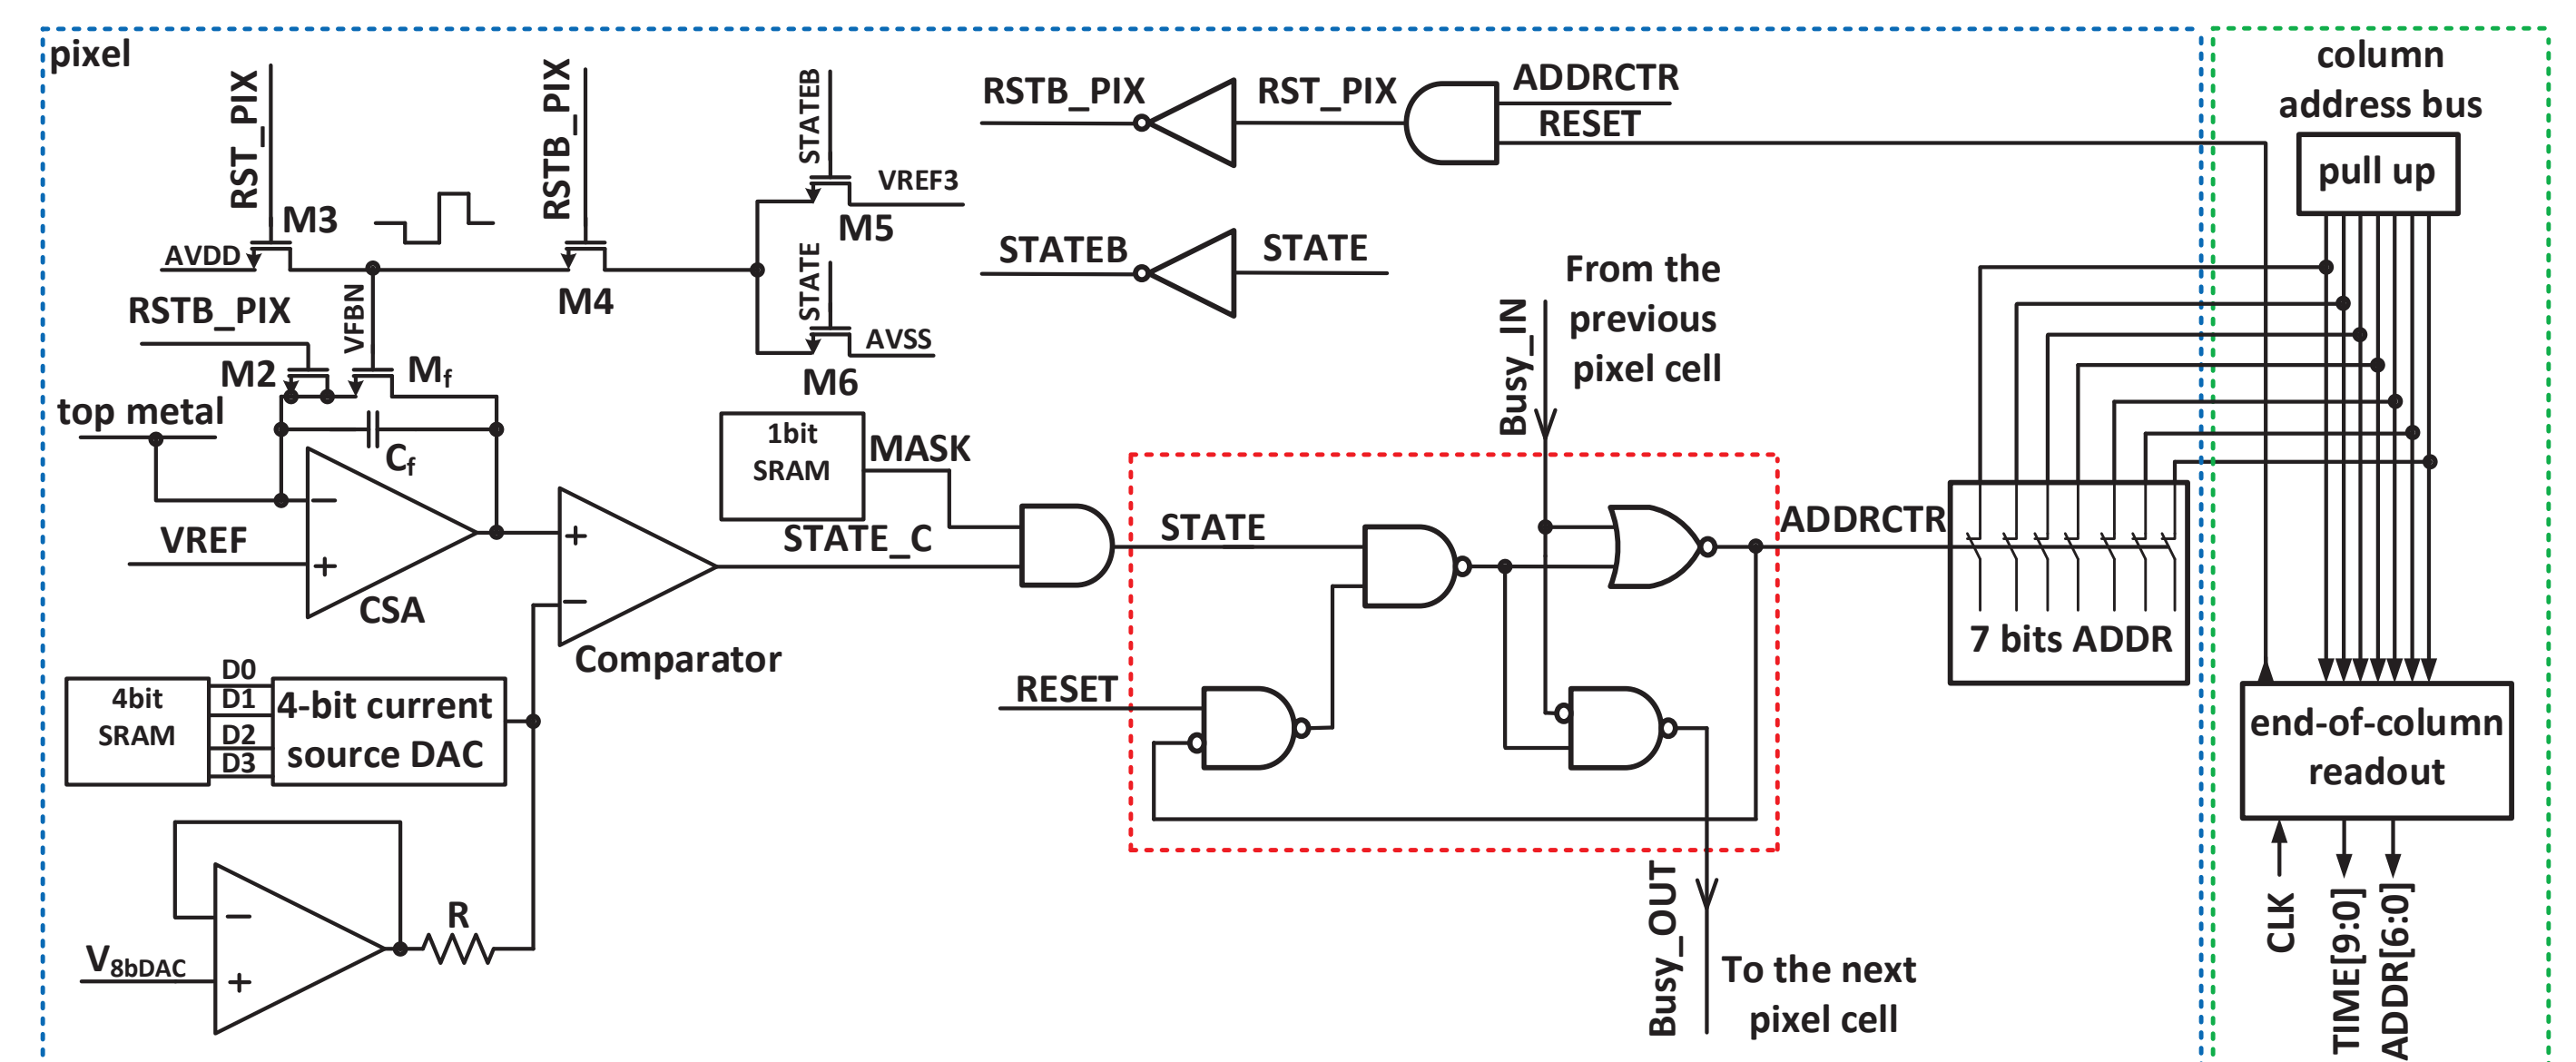 pixel
RST_PIX
M3
AVDD
RSTB_PIX
M4
STATEB
VREF3
M5
STATE
AVSS
M6
RSTB_PIX
RST_PIX
ADDRCTR
RESET
STATEB
STATE
column
address bus
pull up
RSTB_PIX
M2
VFBN
Mf
top metal
Cf
VREF
CSA
1bit
SRAM
MASK
STATE_C
Comparator
STATE
RESET
From the
previous
pixel cell
Busy_IN
ADDRCTR
7 bits ADDR
4bit
SRAM
D0
D1
D2
D3
4-bit current
source DAC
R
V8bDAC
Busy_OUT
To the next
pixel cell
end-of-column
readout
CLK
TIME[9:0]
ADDR[6:0]